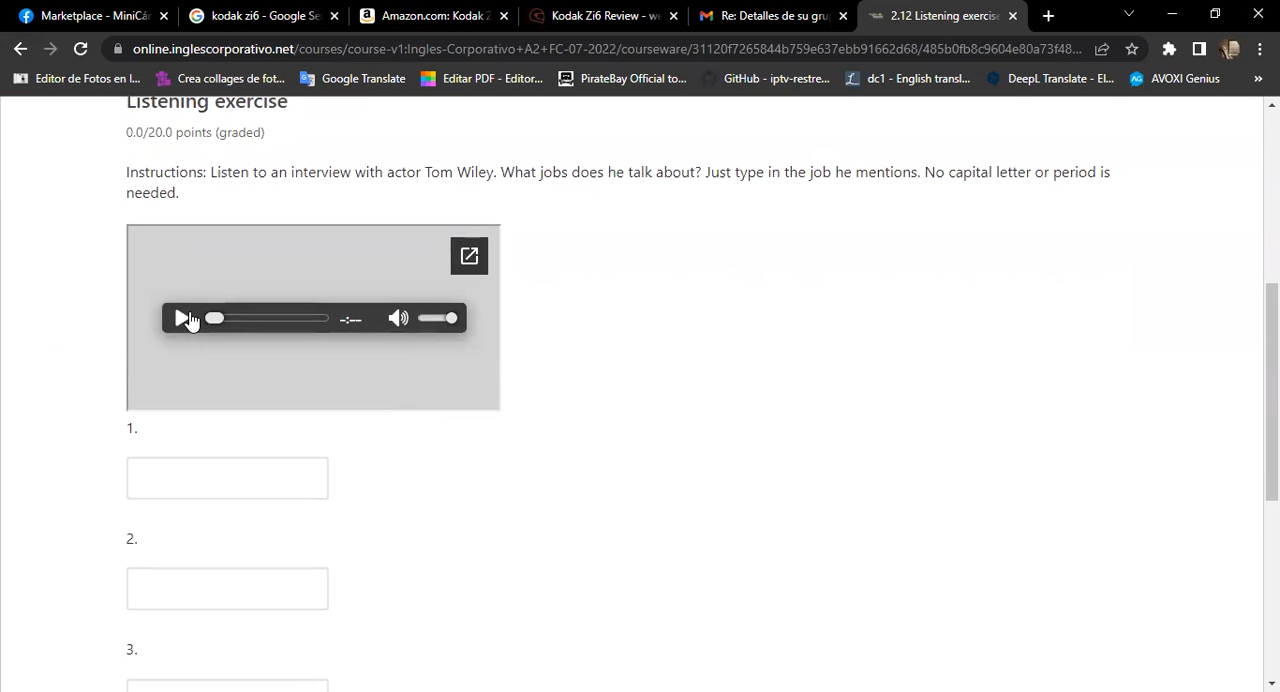 Marketplace - MiniCár
kodak zi6 - Google Se
Amazon.com: Kodak Z
Kodak Zi6 Review - we
Re: Detalles de su gru
2.12 Listening exercise
online.inglescorporativo.net/courses/course-v1:Ingles-Corporativo+A2+FC-07-2022/courseware/31120f7265844b759e637ebb91662d68/485b0fb8c9604e80a73f48...
Editor de Fotos en l...
Crea collages de fot...
Google Translate
Editar PDF - Editor...
PirateBay Official to...
GitHub - iptv-restre...
dc1 - English transl...
DeepL Translate - El...
AVOXI Genius
»
Listening exercise
0.0/20.0 points (graded)
Instructions: Listen to an interview with actor Tom Wiley. What jobs does he talk about? Just type in the job he mentions. No capital letter or period is
needed.
-:--
1.
2.
3.